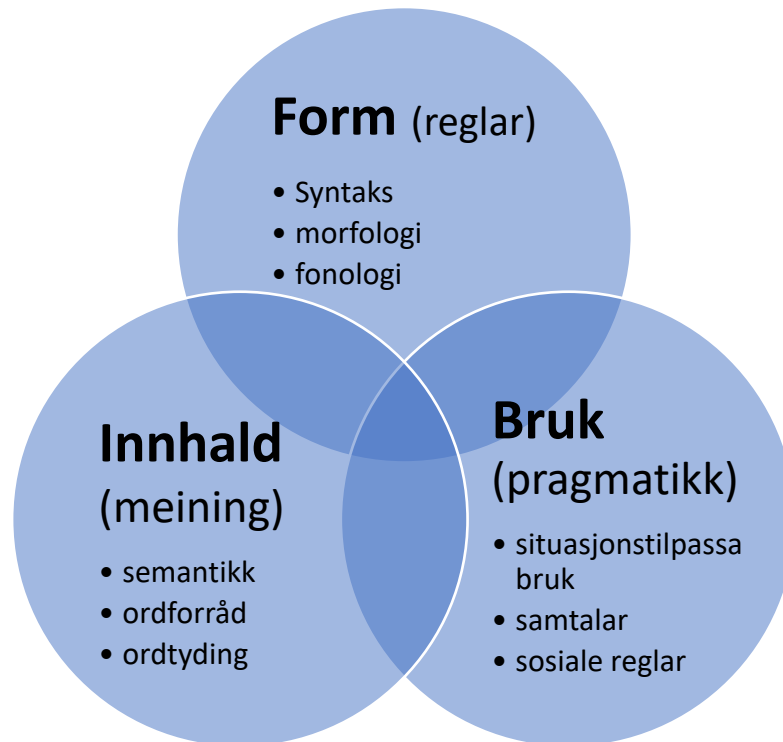 Form (reglar)
• Syntaks
• morfologi
• fonologi
Innhald
(meining)
• semantikk
• ordforråd
• ordtyding
Bruk
(pragmatikk)
• situasjonstilpassa
bruk
• samtalar
• sosiale reglar